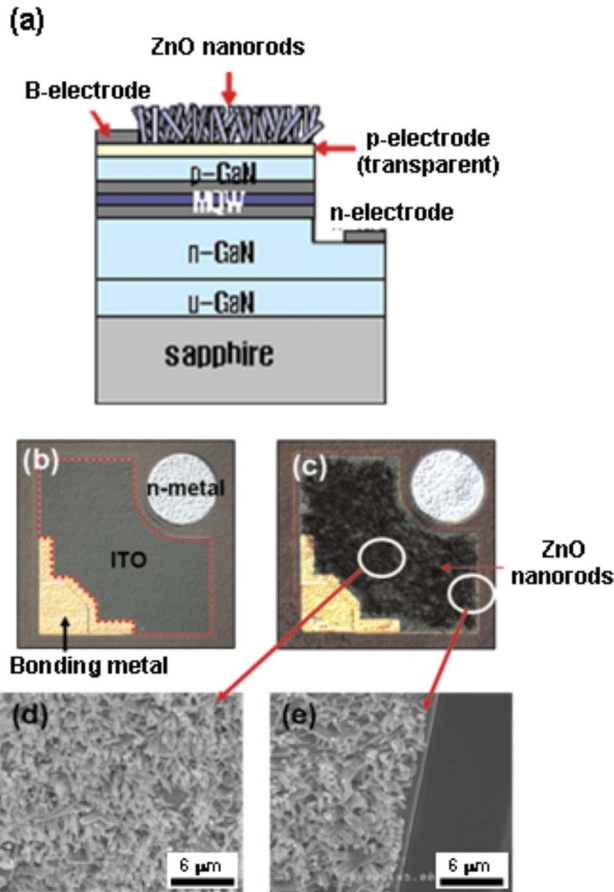 (a)
ZnO nanorods
B-electrode
p-electrode
(transparent)
p-GaN
MQW
n-electrode
n-GaN
u-GaN
sapphire
(b)
n-metal
ITO
Bonding metal
(c)
ZnO
nanorods
(d)
6 μm
(e)
6 μm